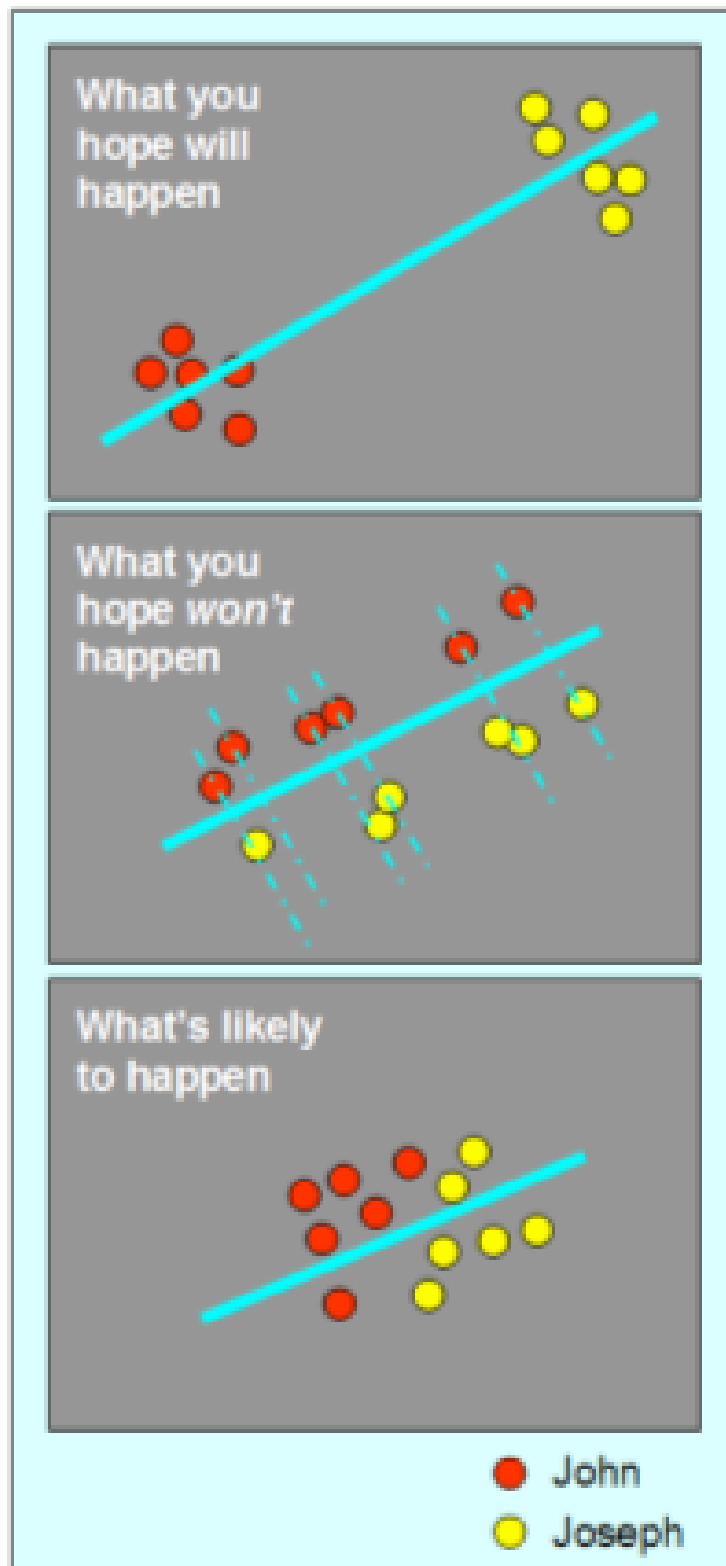 What you
hope will
happen
What you
hope won't
happen
What's likely
to happen
John
Joseph